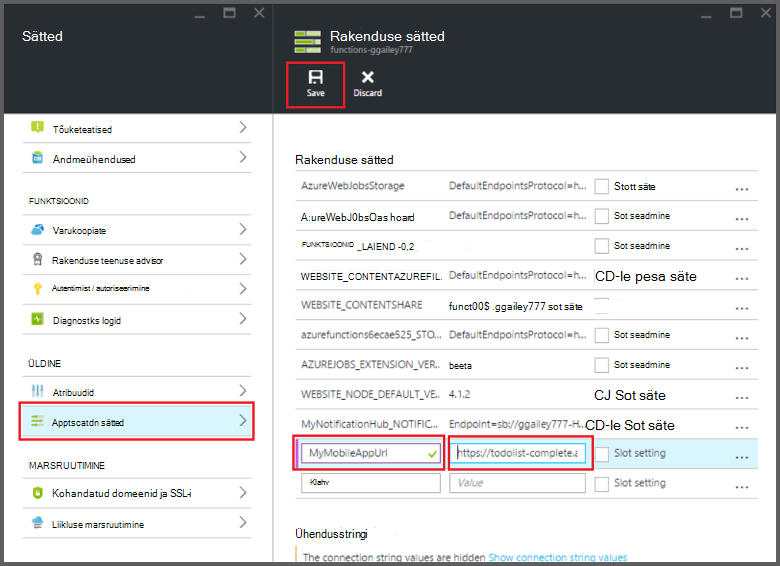 Sätted
Rakenduse sätted
functions-ggailey777
Save
Discard
Tõuketeatised
Andmeühendused
FUNKTSIOONID
Varukoopiate
Rakenduse teenuse advisor
Autentimist / autoriseerimine
Diagnostks logid
ÜLDINE
Atribuudid
Apptscatdn sätted
MARSRUUTIMINE
Kohandatud domeenid ja SSL-i
Liikluse marsruutimine
Rakenduse sätted
AzureWebJobsStorage DefaultEndpointsProtocol=h... Stott säte ...
A:ureWebJ0bsOas hoard DefaultEndpointsProtocol=h... Sot seadmine ...
FUNKTSIOONID _LAIEND -0,2 Sot seadmine ...
WEBSITE_CONTENTAZUREFIL... DefaultEndpointsProtocol=h... CD-le pesa säte ...
WEBSITE_CONTENTSHARE funct00$ .ggailey777 sot säte ...
azurefunctions6ecae525_STO... DefaultEndpointsProtocol=h... Sot seadmine ...
AZUREJOBS_EXTENSION_VER... beeta Sot seadmine ...
WEBSITE_NODE_DEFAULT_VE... 4.1.2 CJ Sot säte ...
MyNotificationHub_NOTIFIC... Endpoint=sb://ggailey777-H... CD-le Sot säte ...
MyMobileAppUrl https://todolist-complete.a Slot setting ...
Klahv Value Slot setting ...
Ühendusstringi
The connection string values are hidden Show connection string values